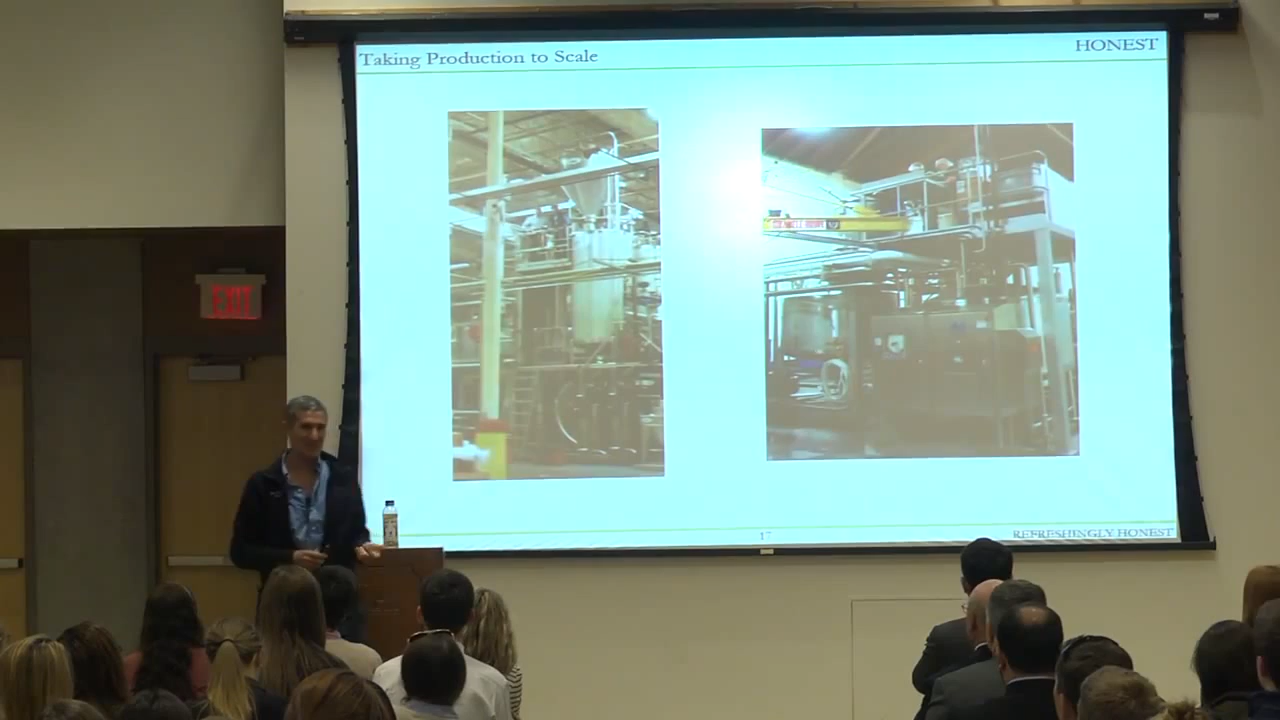 Taking Production to Scale
HONEST
EXIT
17
REFRESHINGLY HONEST